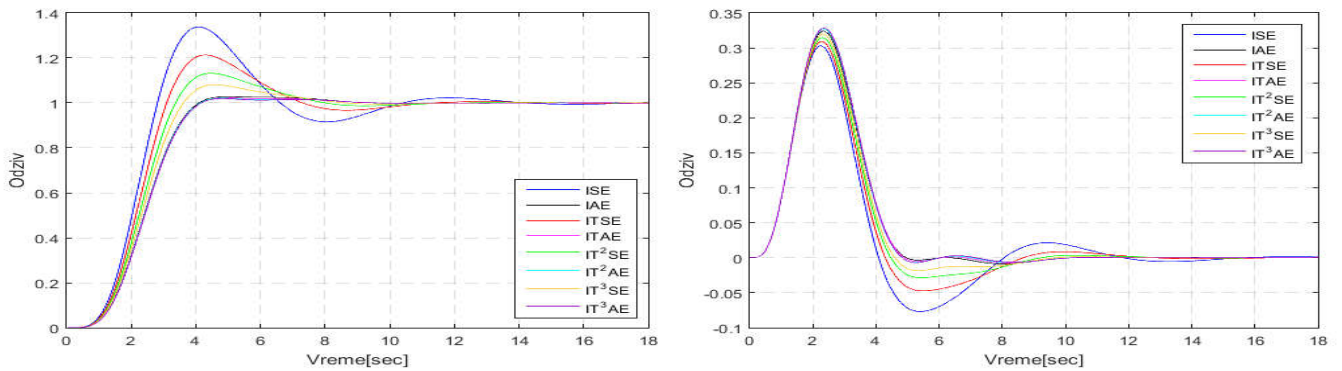 1.4
1.2
1
0.8
0.6
0.4
0.2
0
Odziv
0 2 4 6 8 10 12 14 16 18
Vreme[sec]
ISE
IAE
ITSE
ITAE
IT²SE
IT²AE
IT³SE
IT³AE
0.35
0.3
0.25
0.2
0.15
0.1
0.05
0
-0.05
-0.1
Odziv
0 2 4 6 8 10 12 14 16 18
Vreme[sec]
ISE
IAE
ITSE
ITAE
IT²SE
IT²AE
IT³SE
IT³AE